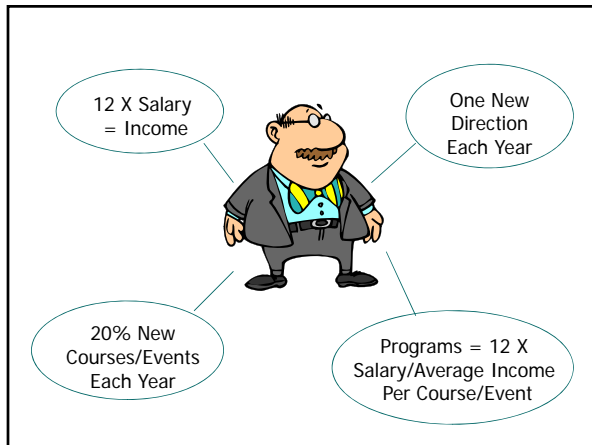 12 X Salary
= Income
One New
Direction
Each Year
20% New
Courses/Events
Each Year
Programs = 12 X
Salary/Average Income
Per Course/Event